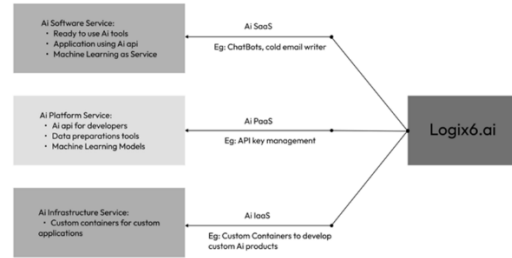 Ai Software Service:
• Ready to use Ai tools
• Application using Ai api
• Machine Learning as Service
Ai SaaS
Eg: ChatBots, cold email writer
Ai Platform Service:
• Ai api for developers
• Data preparations tools
• Machine Learning Models
Ai PaaS
Eg: API key management
Logix6.ai
Ai Infrastructure Service:
• Custom containers for custom
applications
Ai IaaS
Eg: Custom Containers to develop
custom Ai products